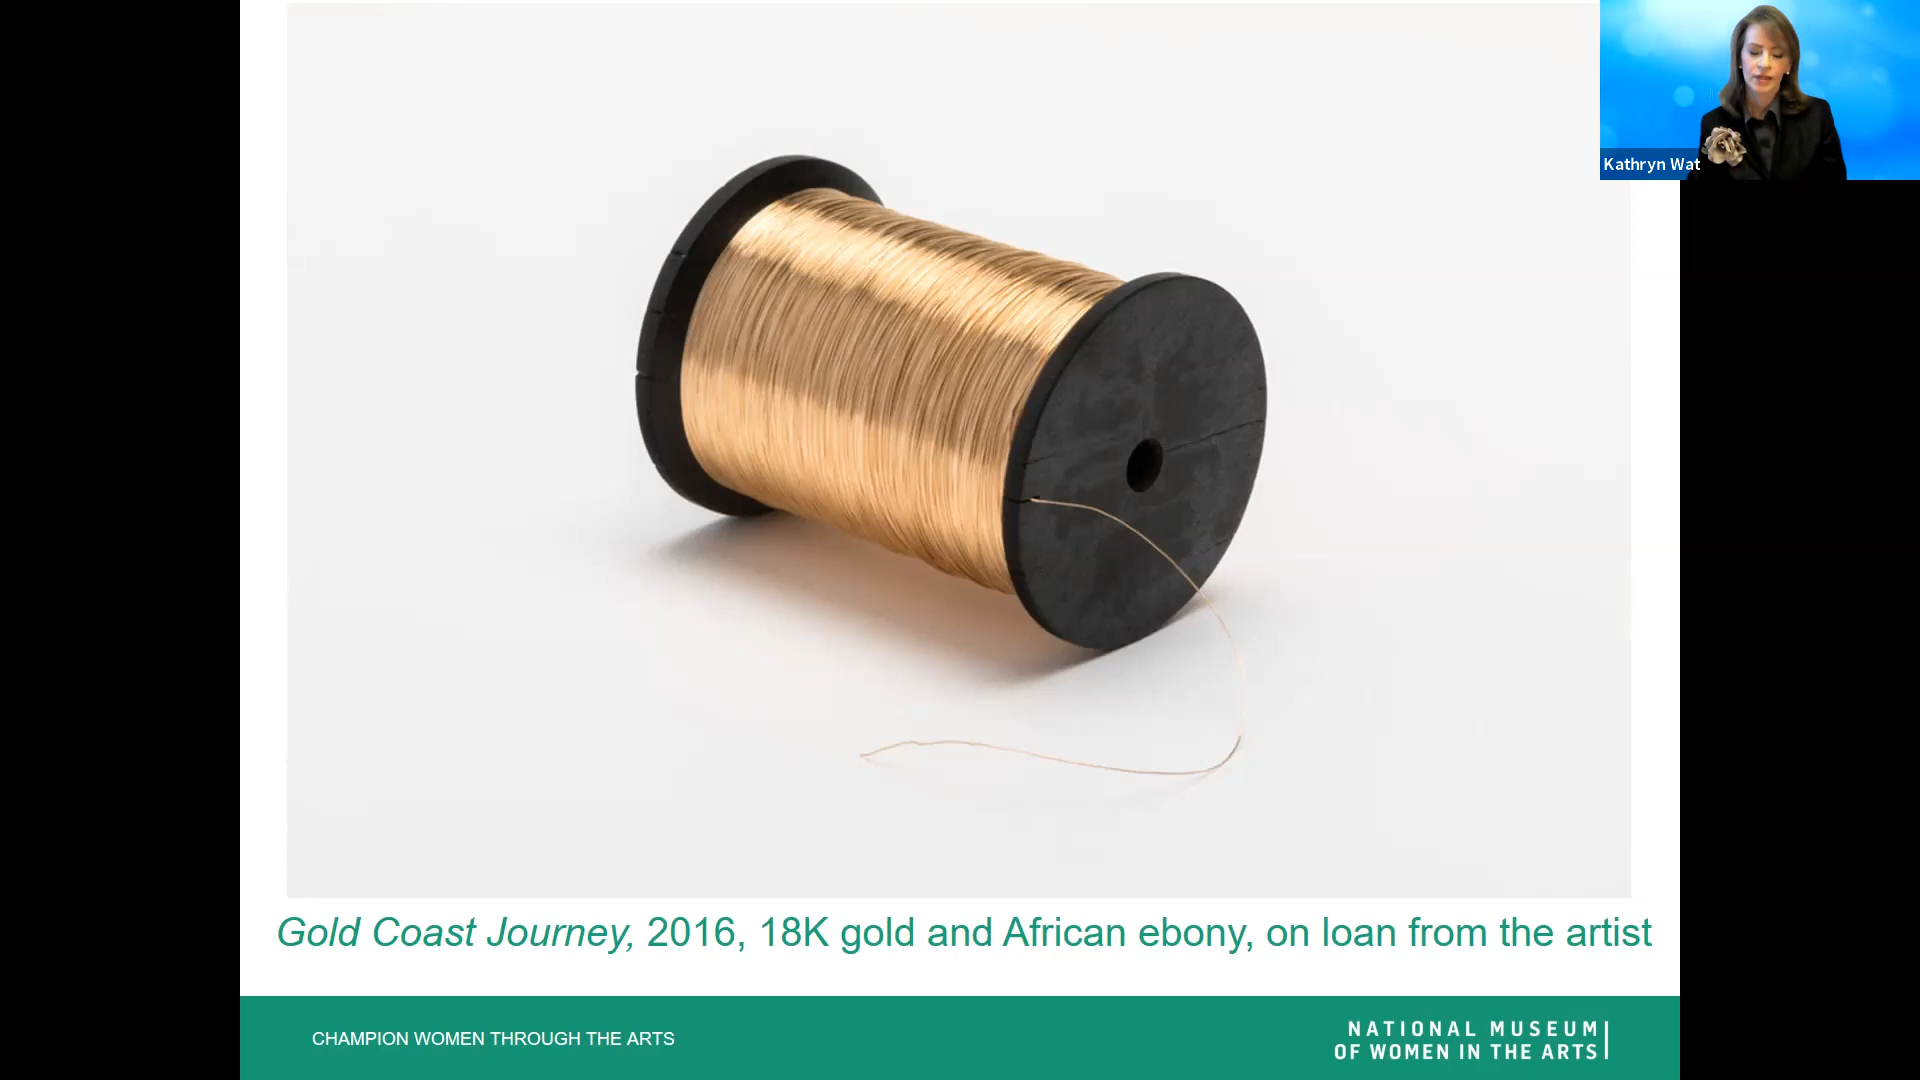 Kathryn Wat
Gold Coast Journey, 2016, 18K gold and African ebony, on loan from the artist
CHAMPION WOMEN THROUGH THE ARTS
NATIONAL MUSEUM
OF WOMEN IN THE ARTS